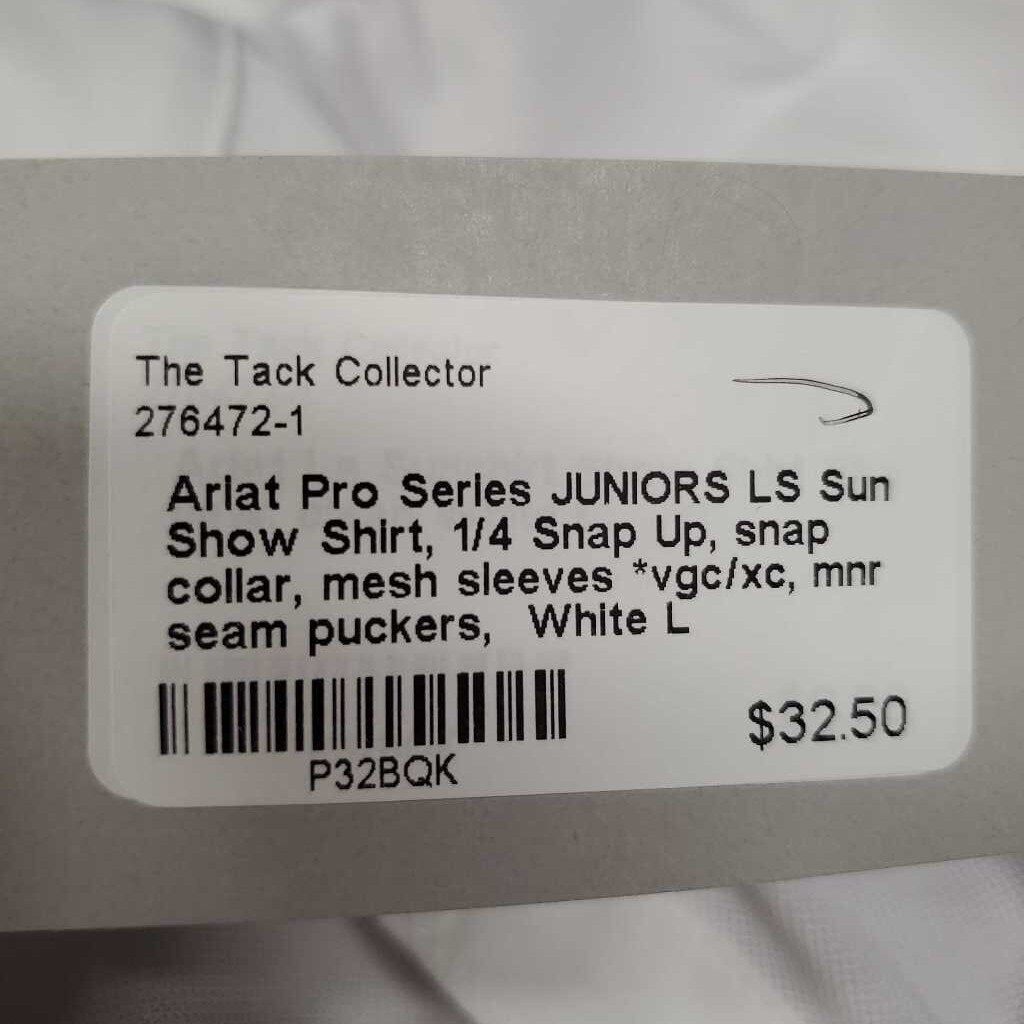 The Tack Collector
276472-1
Ariat Pro Series JUNIORS LS Sun
Show Shirt, 1/4 Snap Up, snap
collar, mesh sleeves *vgc/xc, mnr
seam puckers, White L
P32BQK
$32.50